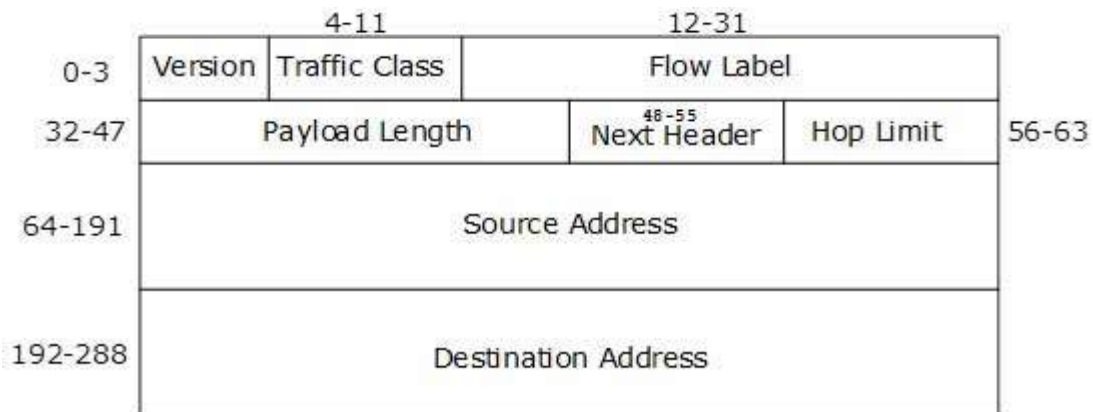 4-11 12-31
0-3 Version Traffic Class Flow Label
48-55
32-47 Payload Length Next Header Hop Limit 56-63
64-191 Source Address
192-288 Destination Address